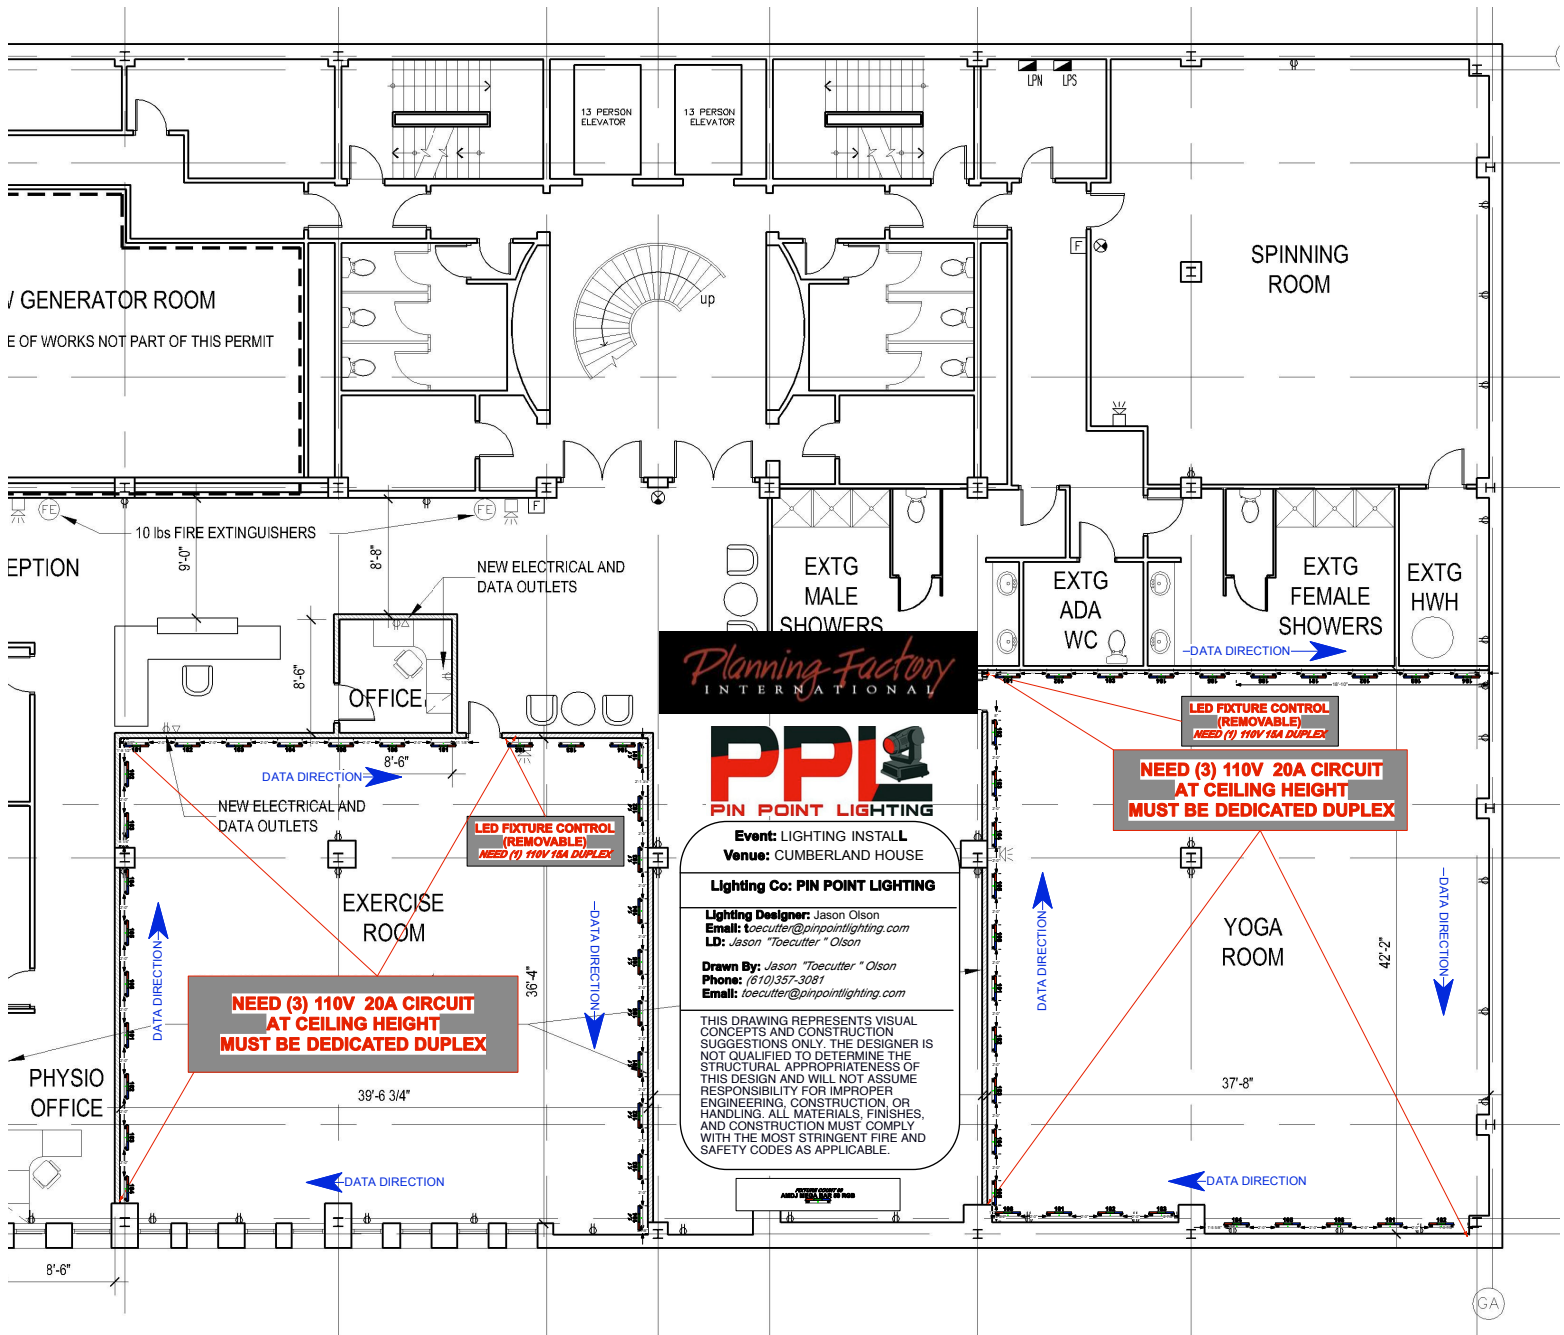 13 PERSON
ELEVATOR
13 PERSON
ELEVATOR
LPN
LPS
SPINNING
ROOM
F
up
GENERATOR ROOM
E OF WORKS NOT PART OF THIS PERMIT
FE
10 lbs FIRE EXTINGUISHERS
FE
F
EPTION
9'-0"
8'-8"
NEW ELECTRICAL AND
DATA OUTLETS
EXTG
MALE
SHOWERS
EXTG
ADA
WC
EXTG
FEMALE
SHOWERS
EXTG
HWH
DATA DIRECTION
8'-6"
OFFICE
Planning Factory
INTERNATIONAL
PPL
PIN POINT LIGHTING
LED FIXTURE CONTROL
(REMOVABLE)
NEED (1) 110V 15A DUPLEX
NEED (3) 110V 20A CIRCUIT
AT CEILING HEIGHT
MUST BE DEDICATED DUPLEX
8'-6"
DATA DIRECTION
NEW ELECTRICAL AND
DATA OUTLETS
LED FIXTURE CONTROL
(REMOVABLE)
NEED (1) 110V 15A DUPLEX
Event: LIGHTING INSTALL
Venue: CUMBERLAND HOUSE
Lighting Co: PIN POINT LIGHTING
Lighting Designer: Jason Olson
Email: toecutter@pinpointlighting.com
LD: Jason "Toecutter " Olson
Drawn By: Jason "Toecutter " Olson
Phone: (610)357-3081
Email: toecutter@pinpointlighting.com
THIS DRAWING REPRESENTS VISUAL
CONCEPTS AND CONSTRUCTION
SUGGESTIONS ONLY. THE DESIGNER IS
NOT QUALIFIED TO DETERMINE THE
STRUCTURAL APPROPRIATENESS OF
THIS DESIGN AND WILL NOT ASSUME
RESPONSIBILITY FOR IMPROPER
ENGINEERING, CONSTRUCTION, OR
HANDLING. ALL MATERIALS, FINISHES,
AND CONSTRUCTION MUST COMPLY
WITH THE MOST STRINGENT FIRE AND
SAFETY CODES AS APPLICABLE.
EXERCISE
ROOM
DATA DIRECTION
DATA DIRECTION
36'-4"
NEED (3) 110V 20A CIRCUIT
AT CEILING HEIGHT
MUST BE DEDICATED DUPLEX
39'-6 3/4"
DATA DIRECTION
PHYSIO
OFFICE
8'-6"
YOGA
ROOM
DATA DIRECTION
DATA DIRECTION
42'-2"
37'-8"
DATA DIRECTION
GA